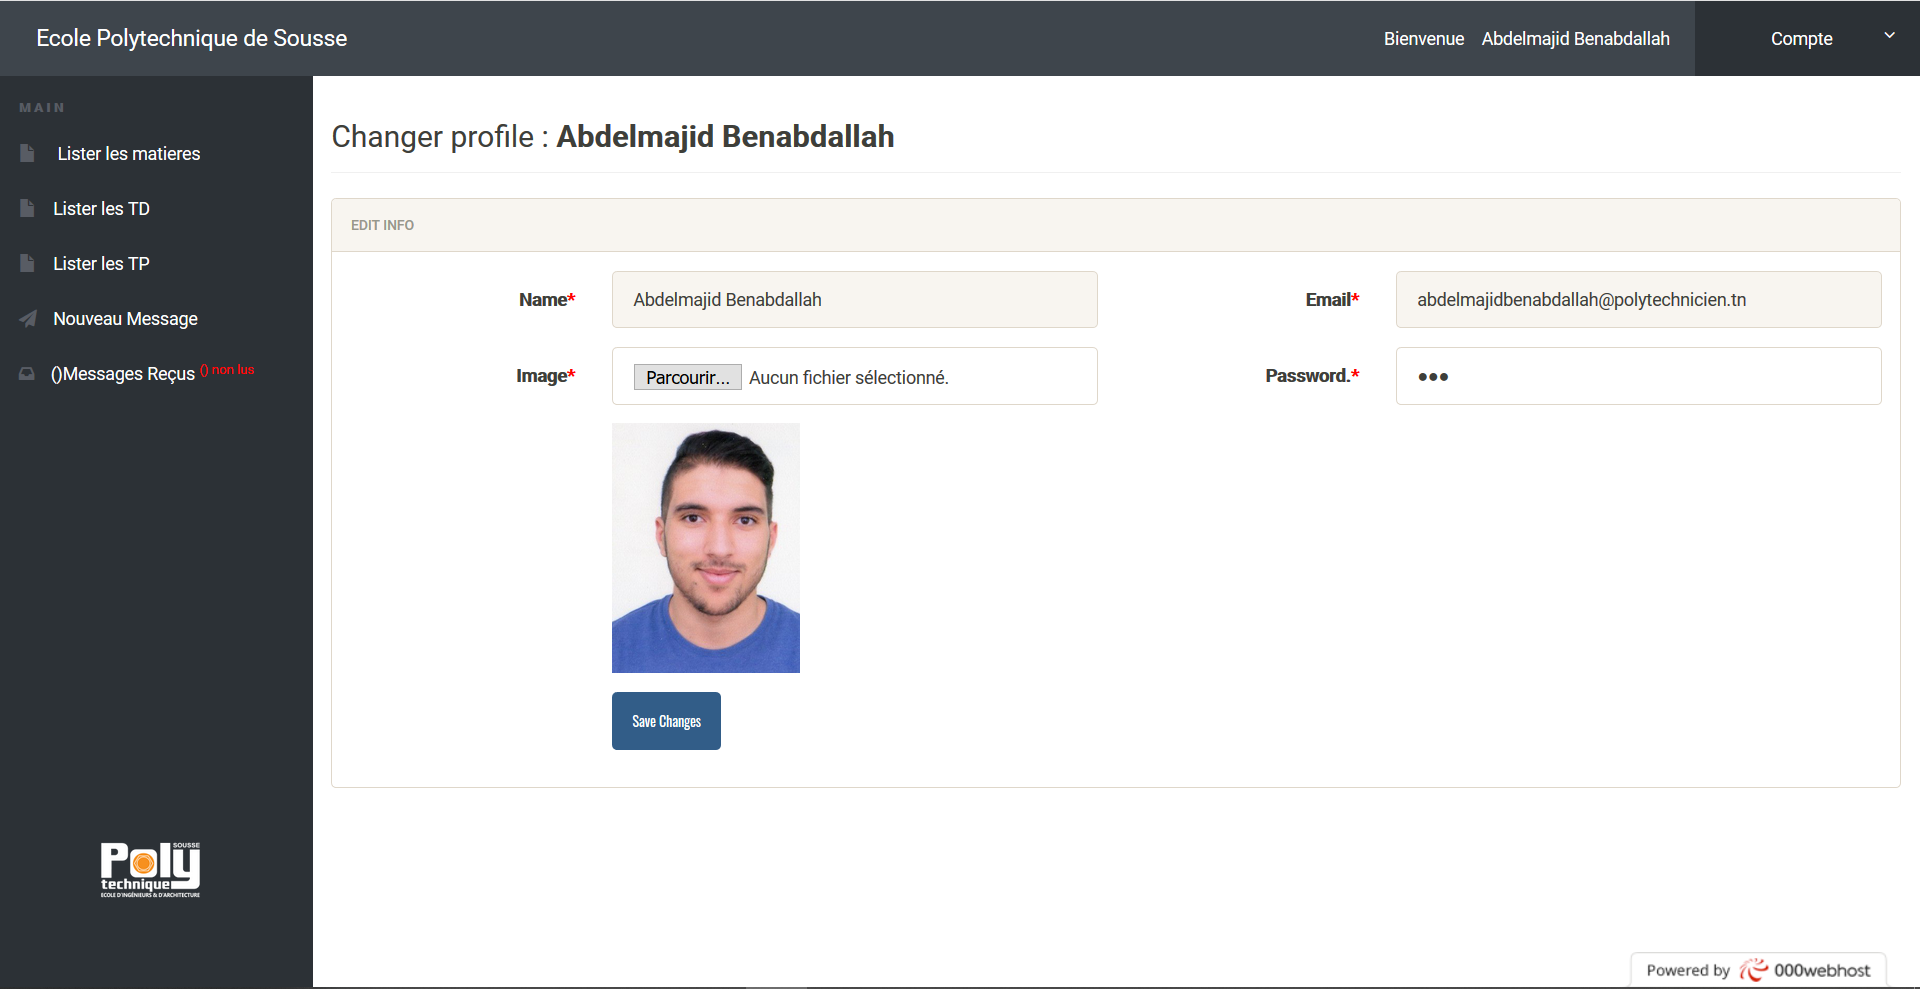 Ecole Polytechnique de Sousse
Bienvenue Abdelmajid Benabdallah
Compte
MAIN
Lister les matieres
Lister les TD
Lister les TP
Nouveau Message
()Messages Reçus () non lus
Changer profile : Abdelmajid Benabdallah
EDIT INFO
Name* Abdelmajid Benabdallah
Email* abdelmajidbenabdallah@polytechnicien.tn
Image* Parcourir... Aucun fichier sélectionné.
Password.* •••
Save Changes
SOUSSE
Poly
technique
ECOLE D'INGÉNIEURS & D'ARCHITECTURE
Powered by 000webhost